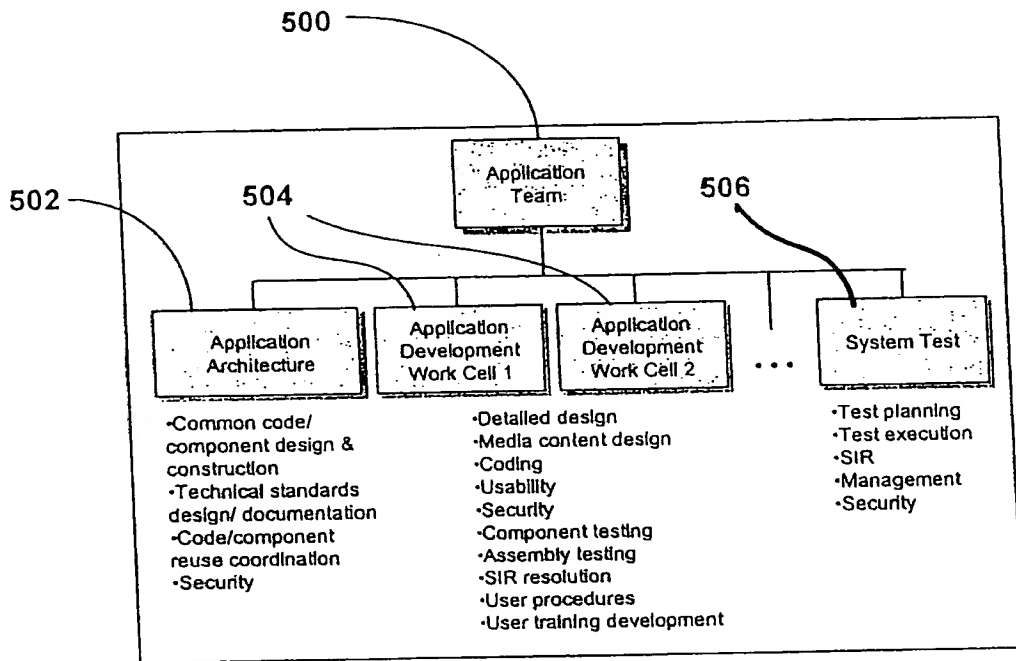 500
Application
Team
502
504
506
Application
Architecture
Application
Development
Work Cell 1
Application
Development
Work Cell 2
...
System Test
•Common code/
component design &
construction
•Technical standards
design/ documentation
•Code/component
reuse coordination
•Security
•Detailed design
•Media content design
•Coding
•Usability
•Security
•Component testing
•Assembly testing
•SIR resolution
•User procedures
•User training development
•Test planning
•Test execution
•SIR
•Management
•Security